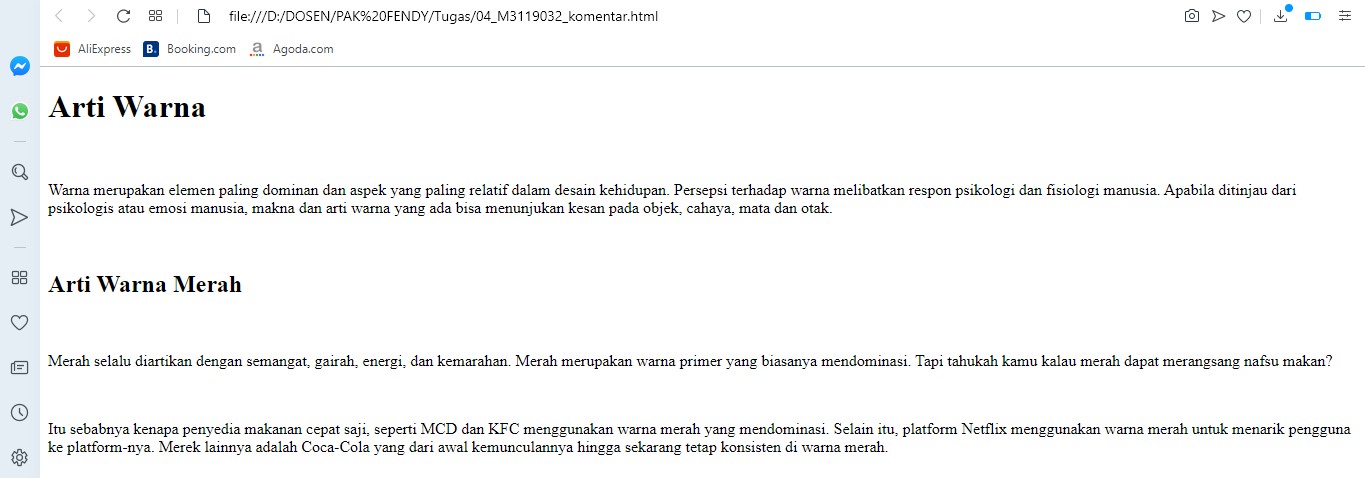 file:///D:/DOSEN/PAK%20FENDY/Tugas/04_M3119032_komentar.html
AliExpress B. Booking.com a Agoda.com
Arti Warna
Warna merupakan elemen paling dominan dan aspek yang paling relatif dalam desain kehidupan. Persepsi terhadap warna melibatkan respon psikologi dan fisiologi manusia. Apabila ditinjau dari
psikologis atau emosi manusia, makna dan arti warna yang ada bisa menunjukan kesan pada objek, cahaya, mata dan otak.
Arti Warna Merah
Merah selalu diartikan dengan semangat, gairah, energi, dan kemarahan. Merah merupakan warna primer yang biasanya mendominasi. Tapi tahukah kamu kalau merah dapat merangsang nafsu makan?
Itu sebabnya kenapa penyedia makanan cepat saji, seperti MCD dan KFC menggunakan warna merah yang mendominasi. Selain itu, platform Netflix menggunakan warna merah untuk menarik pengguna
ke platform-nya. Merek lainnya adalah Coca-Cola yang dari awal kemunculannya hingga sekarang tetap konsisten di warna merah.